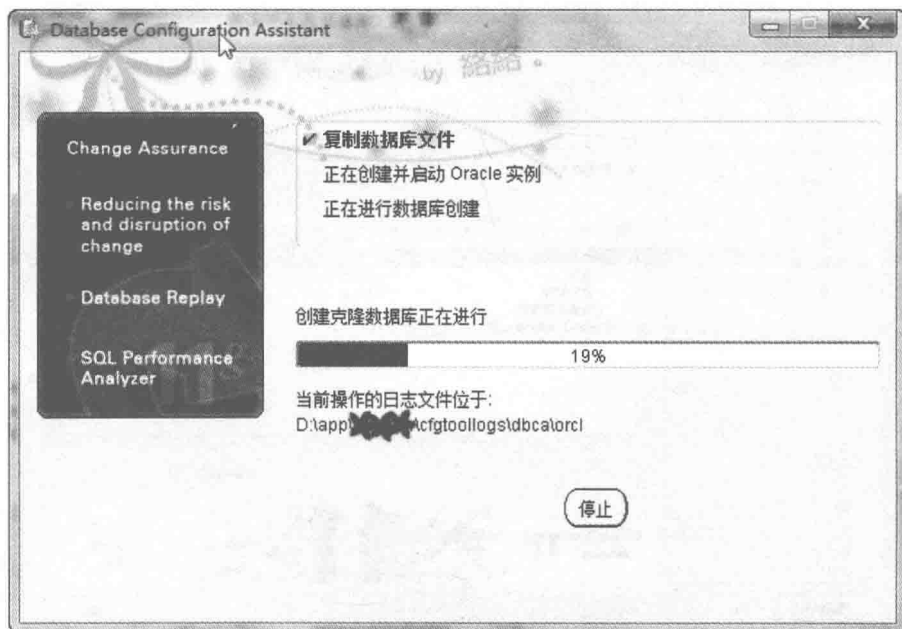 Database Configuration Assistant
by 絡絡。
Change Assurance
Reducing the risk
and disruption of
change
Database Replay
SQL Performance
Analyzer
11g
复制数据库文件
正在创建并启动 Oracle 实例
正在进行数据库创建
创建克隆数据库正在进行
19%
当前操作的日志文件位于:
D:\app\
\cfgtoollogs\dbca\orcl
停止